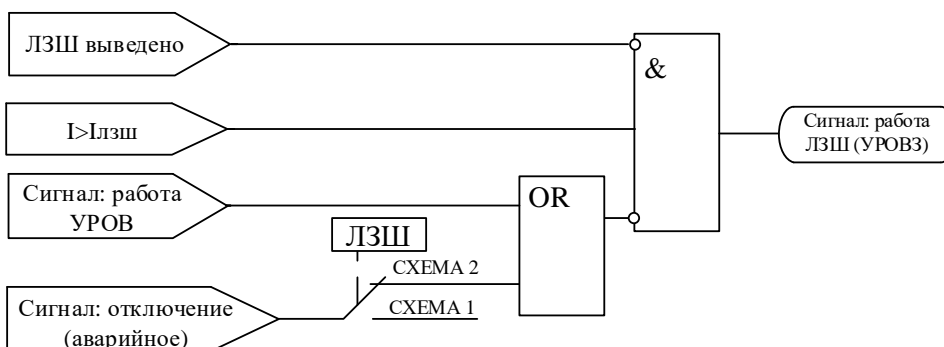 ЛЗШ выведено
&
I>Iлзш
Сигнал: работа
ЛЗШ (УРОВЗ)
Сигнал: работа
УРОВ
OR
ЛЗШ
СХЕМА 2
СХЕМА 1
Сигнал: отключение
(аварийное)